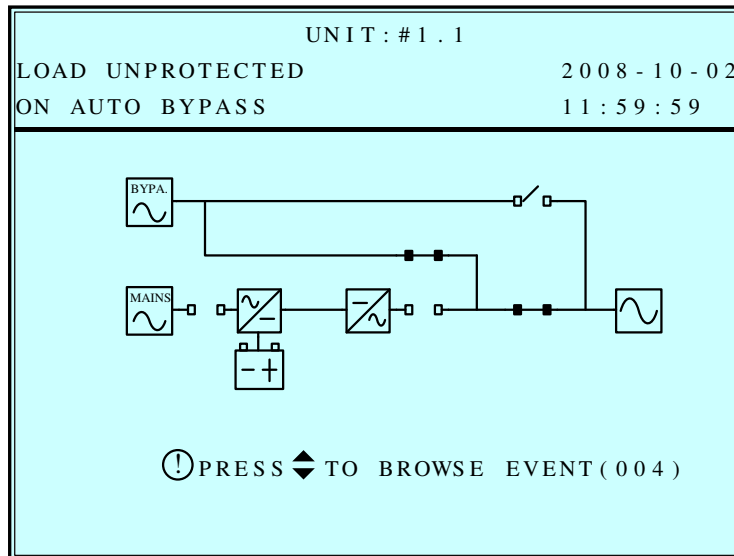 UNIT:#1.1
LOAD UNPROTECTED 2008-10-02
ON AUTO BYPASS 11:59:59
BYPA.
MAINS
! PRESS TO BROWSE EVENT(004)